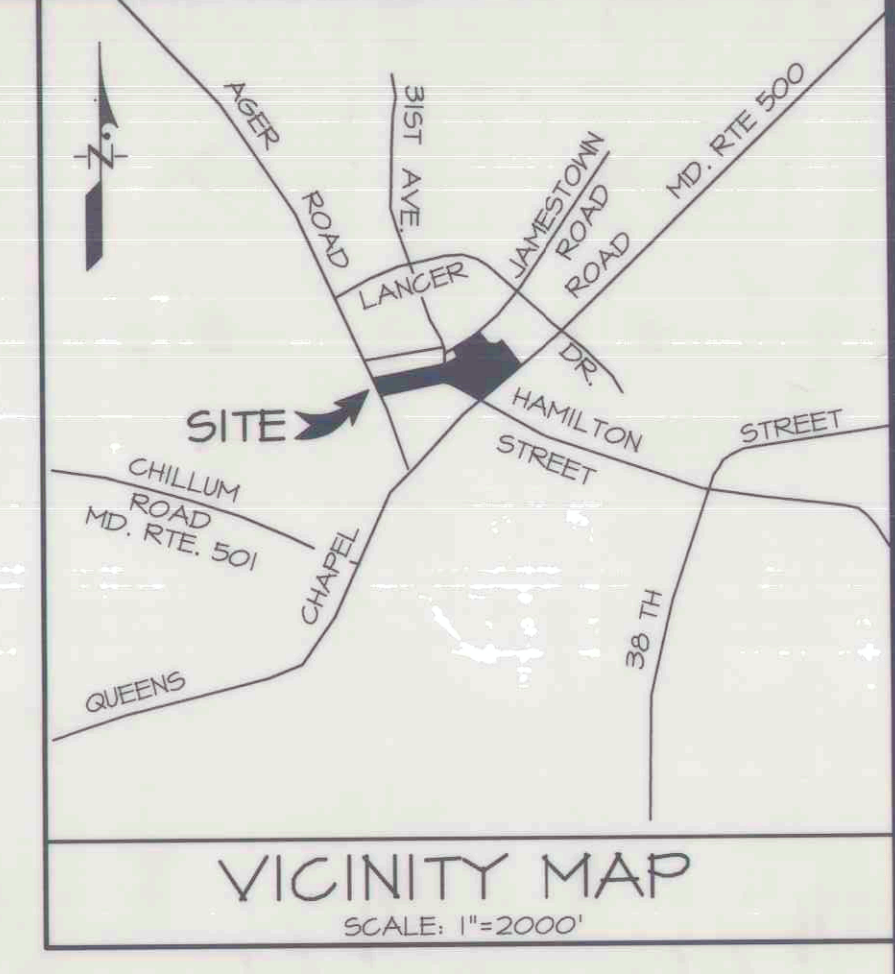 N
AGER ROAD
31ST AVE.
JAMESTOWN
ROAD
MD. RTE 500
ROAD
LANCER
DR.
SITE
HAMILTON
STREET
STREET
CHILLUM
ROAD
MD. RTE. 501
CHAPEL
38 TH
QUEENS
VICINITY MAP
SCALE: 1"=2000'